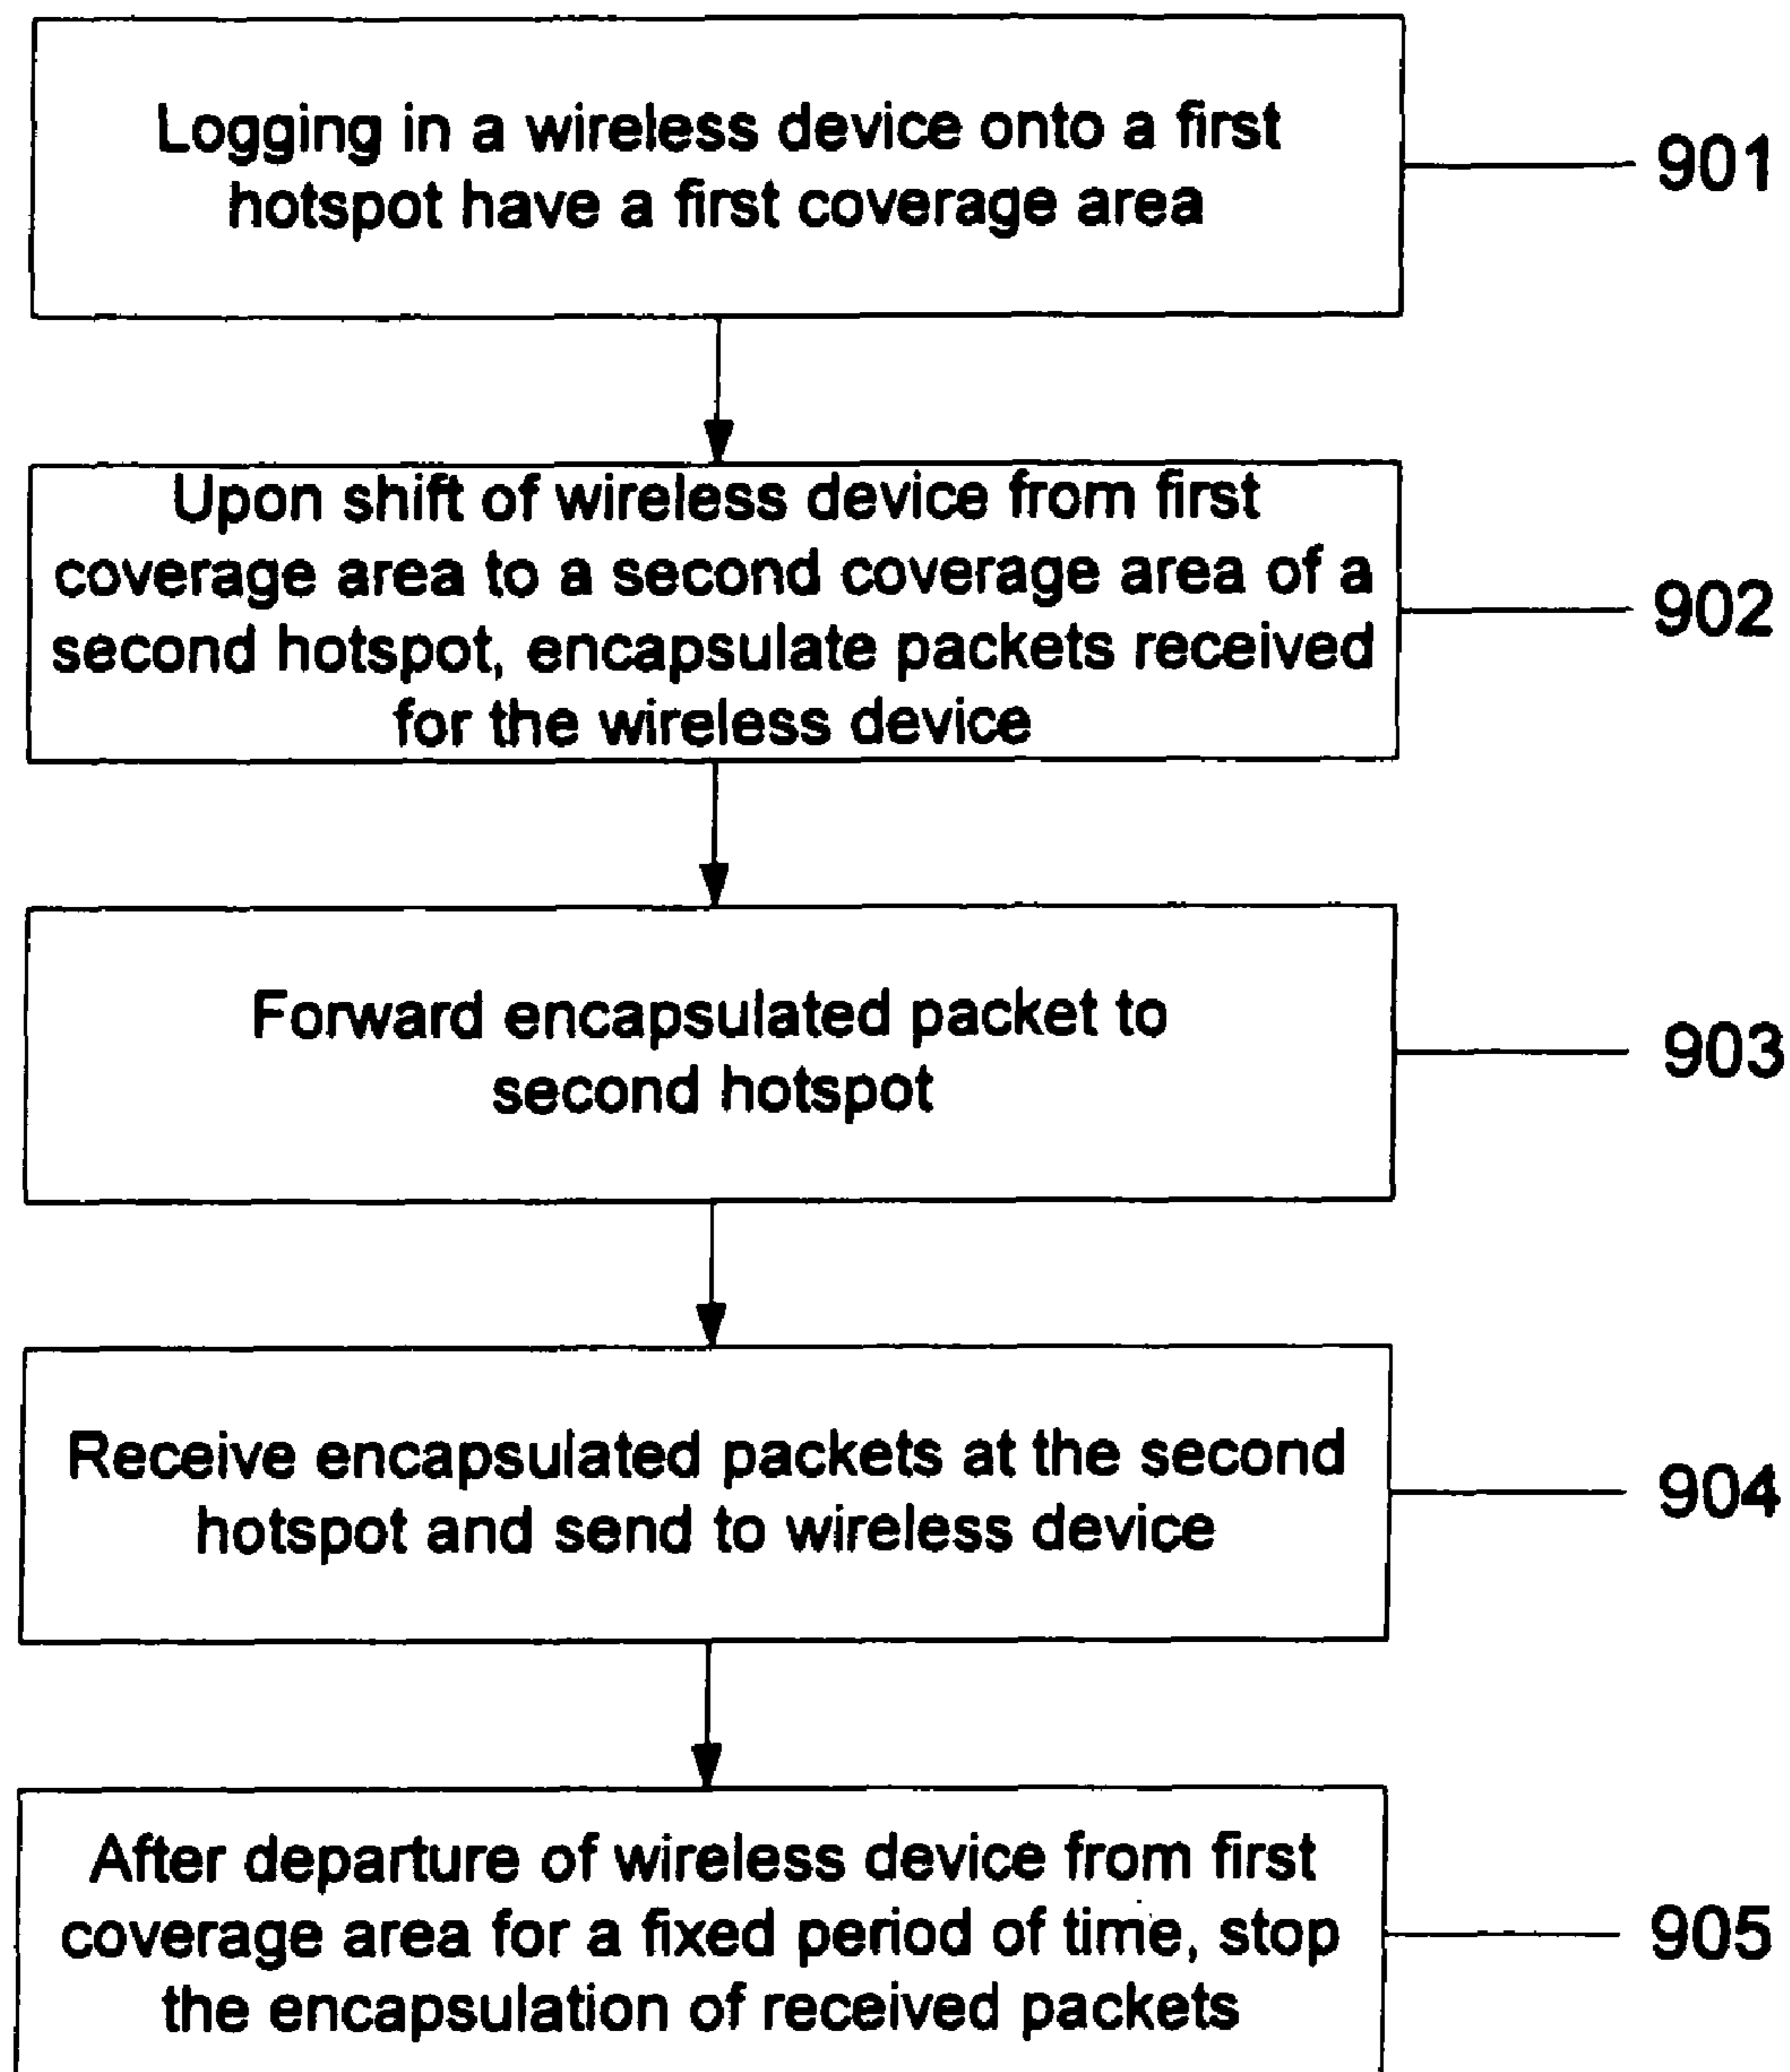 Logging in a wireless device onto a first
hotspot have a first coverage area
901
Upon shift of wireless device from first
coverage area to a second coverage area of a
second hotspot, encapsulate packets received
for the wireless device
902
Forward encapsulated packet to
second hotspot
903
Receive encapsulated packets at the second
hotspot and send to wireless device
904
After departure of wireless device from first
coverage area for a fixed period of time, stop
the encapsulation of received packets
905